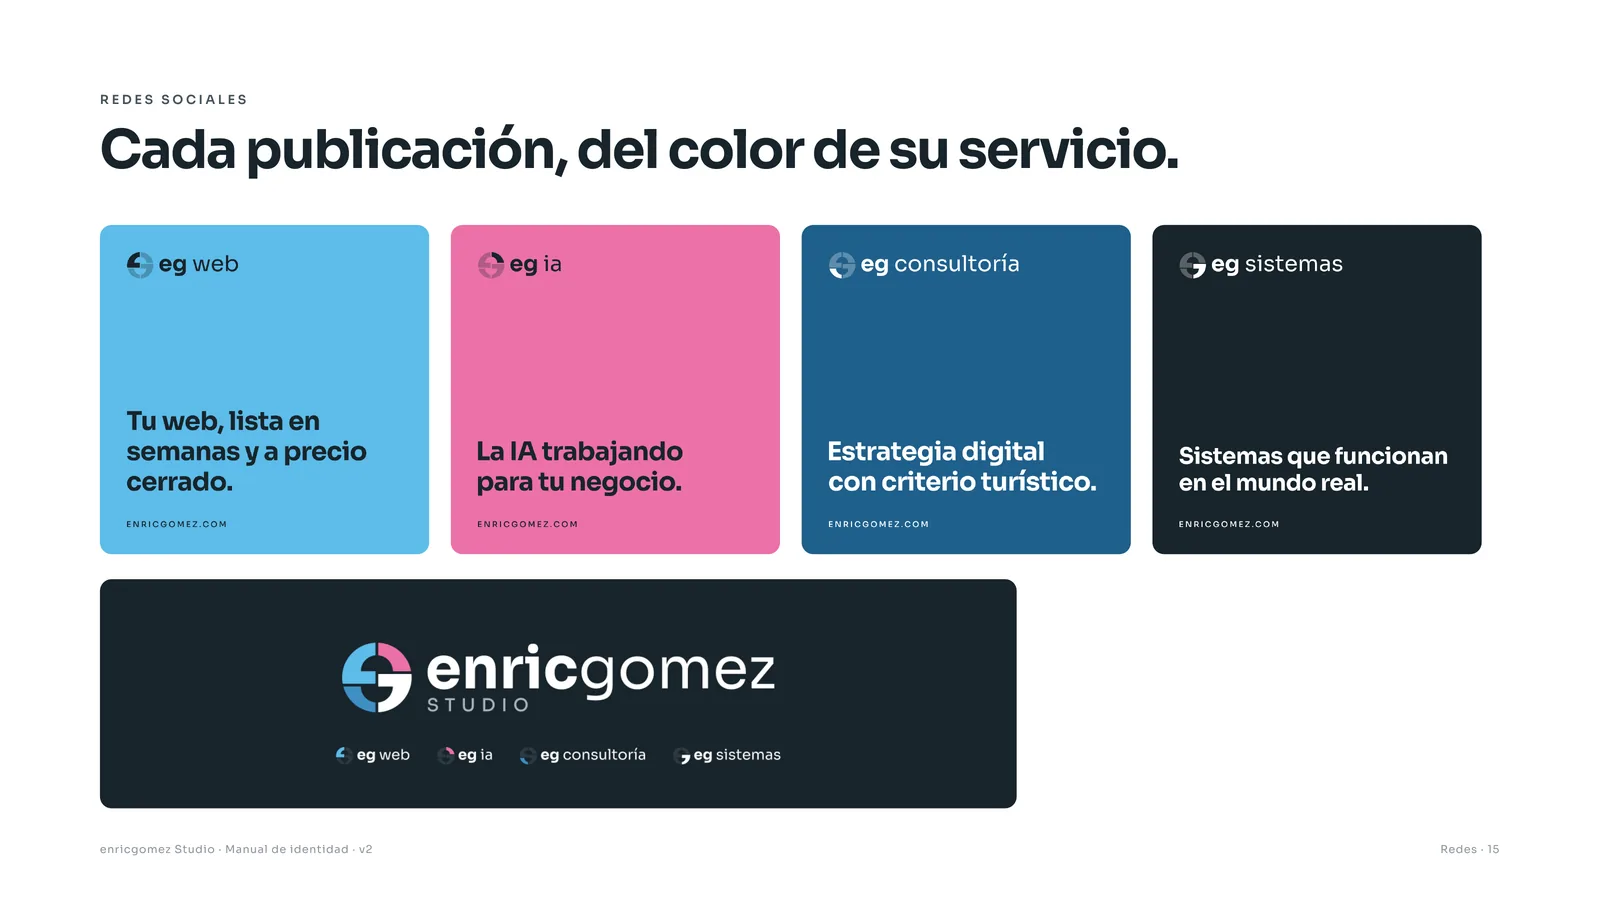 REDES SOCIALES
Cada publicación, del color de su servicio.
eg web
Tu web, lista en
semanas y a precio
cerrado.
ENRICGOMEZ.COM
eg ia
La IA trabajando
para tu negocio.
ENRICGOMEZ.COM
eg consultoría
Estrategia digital
con criterio turístico.
ENRICGOMEZ.COM
eg sistemas
Sistemas que funcionan
en el mundo real.
ENRICGOMEZ.COM
enricgomez
STUDIO
eg web eg ia eg consultoría eg sistemas
enricgomez Studio · Manual de identidad · v2
Redes · 15